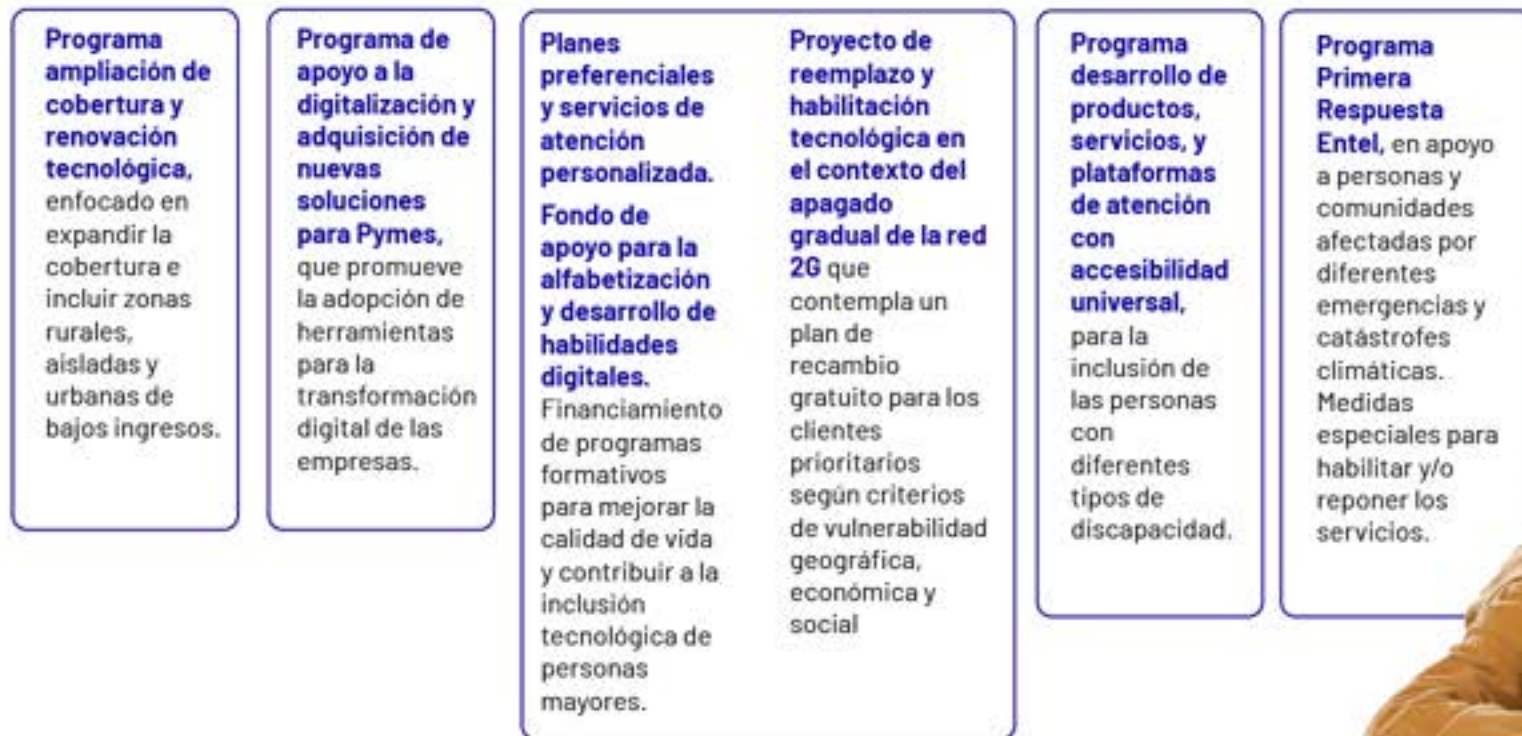 Programa
ampliación de
cobertura y
renovación
tecnológica,
enfocado en
expandir la
cobertura e
incluir zonas
rurales,
aisladas y
urbanas de
bajos ingresos.
Programa de
apoyo a la
digitalización y
adquisición de
nuevas
soluciones
para Pymes,
que promueve
la adopción de
herramientas
para la
transformación
digital de las
empresas.
Planes
preferenciales
y servicios de
atención
personalizada.
Fondo de
apoyo para la
alfabetización
y desarrollo de
habilidades
digitales.
Financiamiento
de programas
formativos
para mejorar la
calidad de vida
y contribuir a la
inclusión
tecnológica de
personas
mayores.
Proyecto de
reemplazo y
habilitación
tecnológica en
el contexto del
apagado
gradual de la red
2G que
contempla un
plan de
recambio
gratuito para los
clientes
prioritarios
según criterios
de vulnerabilidad
geográfica,
económica y
social
Programa
desarrollo de
productos,
servicios, y
plataformas
de atención
con
accesibilidad
universal,
para la
inclusión de
las personas
con
diferentes
tipos de
discapacidad.
Programa
Primera
Respuesta
Entel, en apoyo
a personas y
comunidades
afectadas por
diferentes
emergencias y
catástrofes
climáticas.
Medidas
especiales para
habilitar y/o
reponer los
servicios.